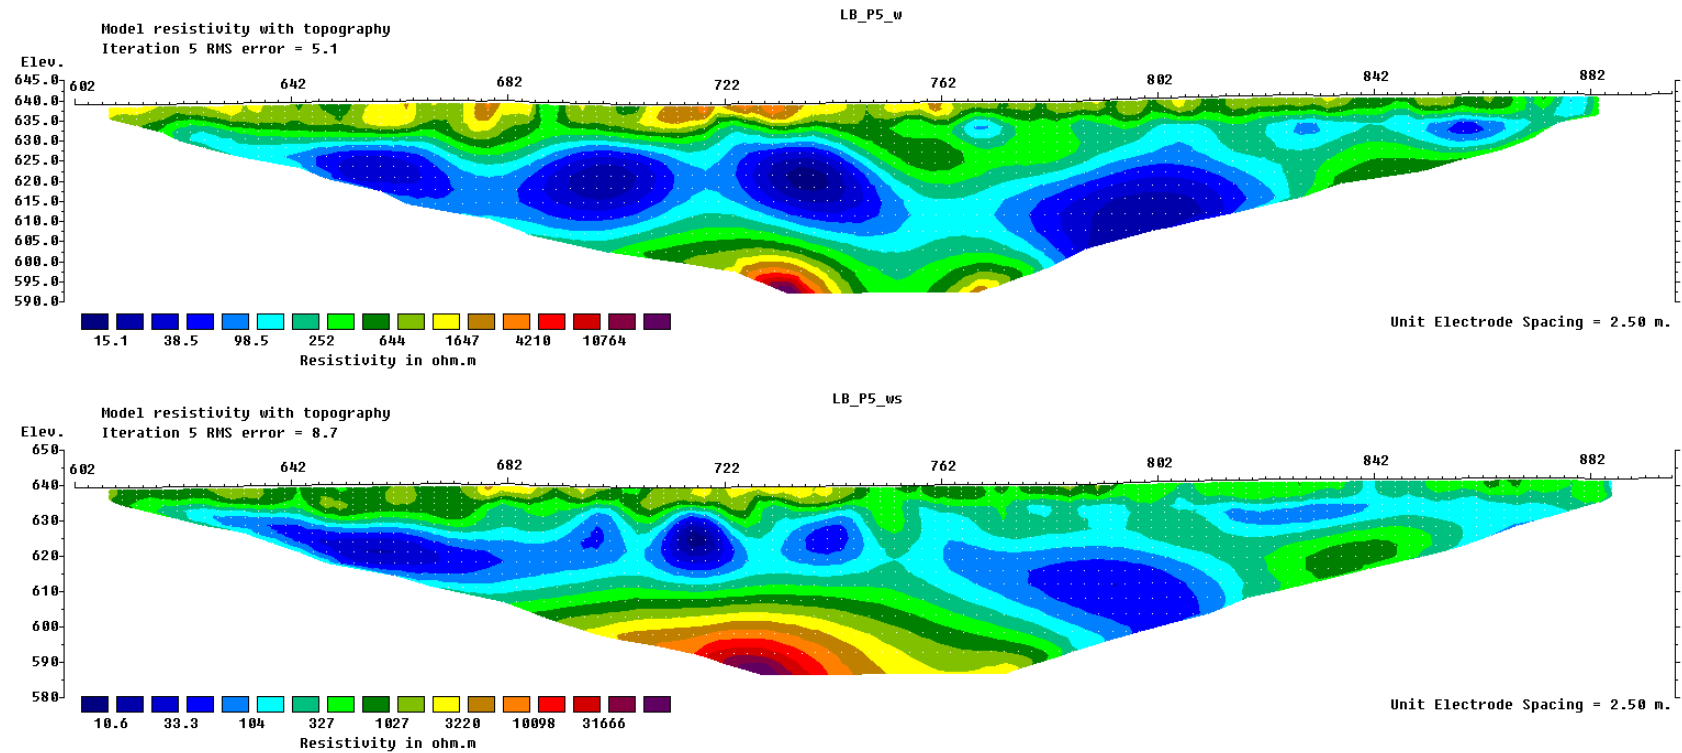 LB_P5_w
Model resistivity with topography
Iteration 5 RMS error = 5.1
Elev.
602 642 682 722 762 802 842 882
645.0
640.0
635.0
630.0
625.0
620.0
615.0
610.0
605.0
600.0
595.0
590.0
15.1 38.5 98.5 252 644 1647 4210 10764
Resistivity in ohm.m
Unit Electrode Spacing = 2.50 m.
LB_P5_ws
Model resistivity with topography
Iteration 5 RMS error = 8.7
Elev.
602 642 682 722 762 802 842 882
650
640
630
620
610
600
590
580
10.6 33.3 104 327 1027 3220 10098 31666
Resistivity in ohm.m
Unit Electrode Spacing = 2.50 m.